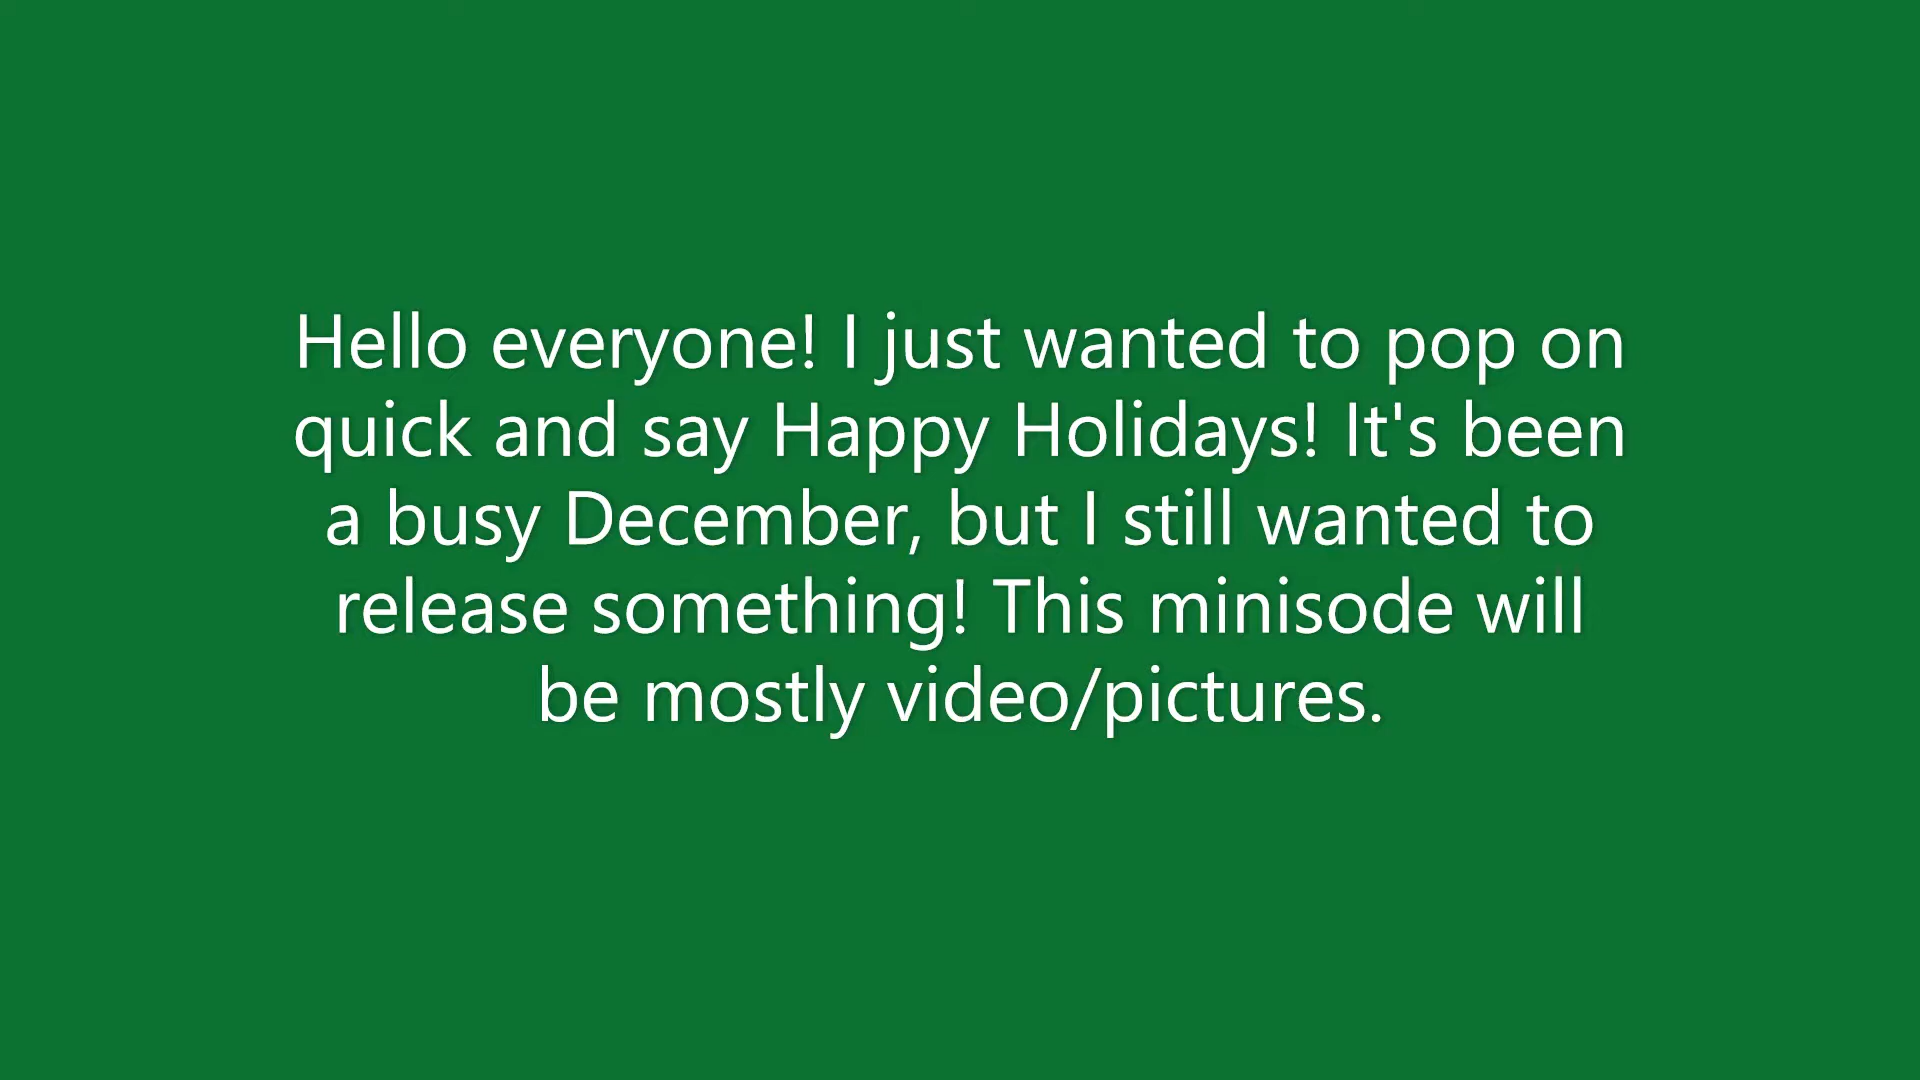 Hello everyone! I just wanted to pop on
quick and say Happy Holidays! It's been
a busy December, but I still wanted to
release something! This minisode will
be mostly video/pictures.